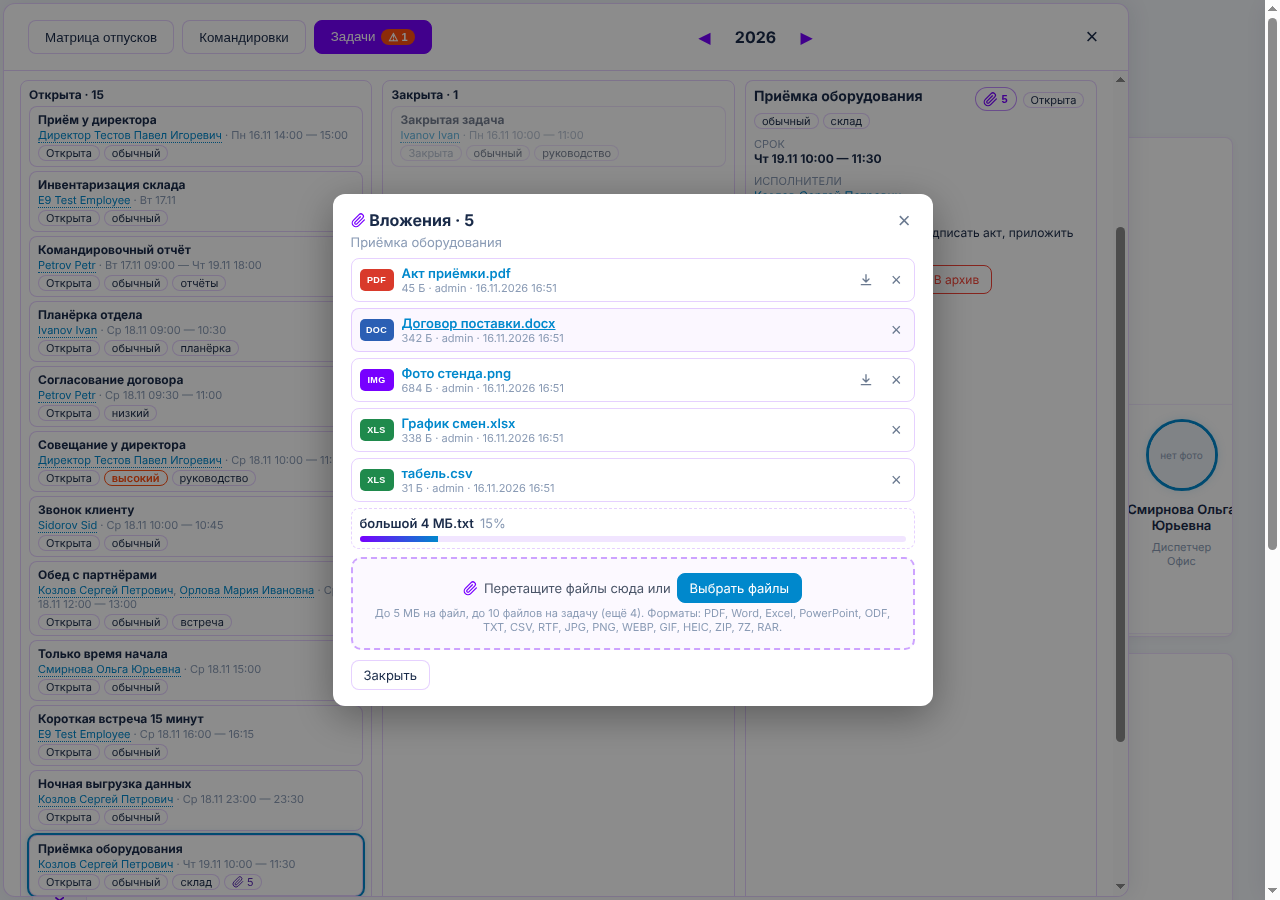 Матрица отпусков
Командировки
Задачи ⚠ 1
◀ 2026 ▶
×
Открыта · 15
Приём у директора
Директор Тестов Павел Игоревич · Пн 16.11 14:00 — 15:00
Открыта обычный
Инвентаризация склада
E9 Test Employee · Вт 17.11
Открыта обычный
Командировочный отчёт
Petrov Petr · Вт 17.11 09:00 — Чт 19.11 18:00
Открыта обычный отчёты
Планёрка отдела
Ivanov Ivan · Ср 18.11 09:00 — 10:30
Открыта обычный планёрка
Согласование договора
Petrov Petr · Ср 18.11 09:30 — 11:00
Открыта низкий
Совещание у директора
Директор Тестов Павел Игоревич · Ср 18.11 10:00 — 11:
Открыта высокий руководство
Звонок клиенту
Sidorov Sid · Ср 18.11 10:00 — 10:45
Открыта обычный
Обед с партнёрами
Козлов Сергей Петрович, Орлова Мария Ивановна · С
18.11 12:00 — 13:00
Открыта обычный встреча
Только время начала
Смирнова Ольга Юрьевна · Ср 18.11 15:00
Открыта обычный
Короткая встреча 15 минут
E9 Test Employee · Ср 18.11 16:00 — 16:15
Открыта обычный
Ночная выгрузка данных
Козлов Сергей Петрович · Ср 18.11 23:00 — 23:30
Открыта обычный
Приёмка оборудования
Козлов Сергей Петрович · Чт 19.11 10:00 — 11:30
Открыта обычный склад 5
Закрыта · 1
Закрытая задача
Ivanov Ivan · Пн 16.11 10:00 — 11:00
Закрыта обычный руководство
Приёмка оборудования
5 Открыта
обычный склад
СРОК
Чт 19.11 10:00 — 11:30
ИСПОЛНИТЕЛИ
дписать акт, приложить
В архив
Вложения · 5
×
Приёмка оборудования
PDF Акт приёмки.pdf
45 Б · admin · 16.11.2026 16:51
DOC Договор поставки.docx
342 Б · admin · 16.11.2026 16:51
IMG Фото стенда.png
684 Б · admin · 16.11.2026 16:51
XLS График смен.xlsx
338 Б · admin · 16.11.2026 16:51
XLS табель.csv
31 Б · admin · 16.11.2026 16:51
большой 4 МБ.txt 15%
Перетащите файлы сюда или Выбрать файлы
До 5 МБ на файл, до 10 файлов на задачу (ещё 4). Форматы: PDF, Word, Excel, PowerPoint, ODF,
TXT, CSV, RTF, JPG, PNG, WEBP, GIF, HEIC, ZIP, 7Z, RAR.
Закрыть
нет фото
Смирнова Ольга
Юрьевна
Диспетчер
Офис